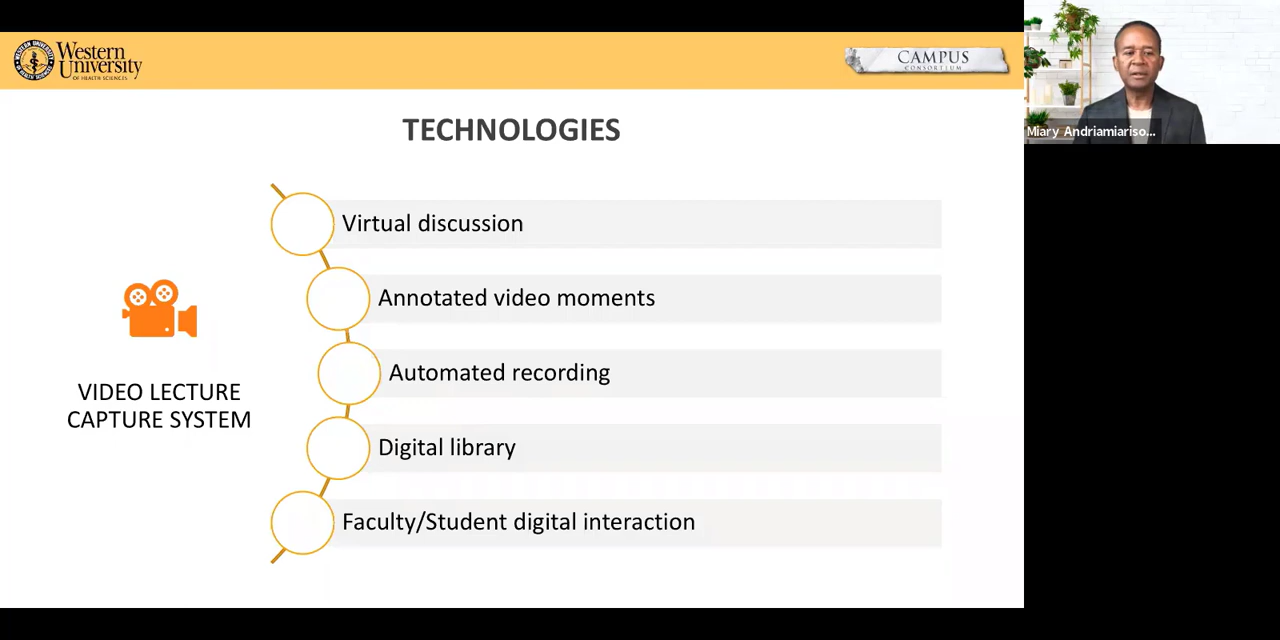 Western
University
OF HEALTH SCIENCES
CAMPUS
CONSORTIUM
Miary Andriamiariso...
TECHNOLOGIES
Virtual discussion
Annotated video moments
Automated recording
Digital library
Faculty/Student digital interaction
VIDEO LECTURE
CAPTURE SYSTEM